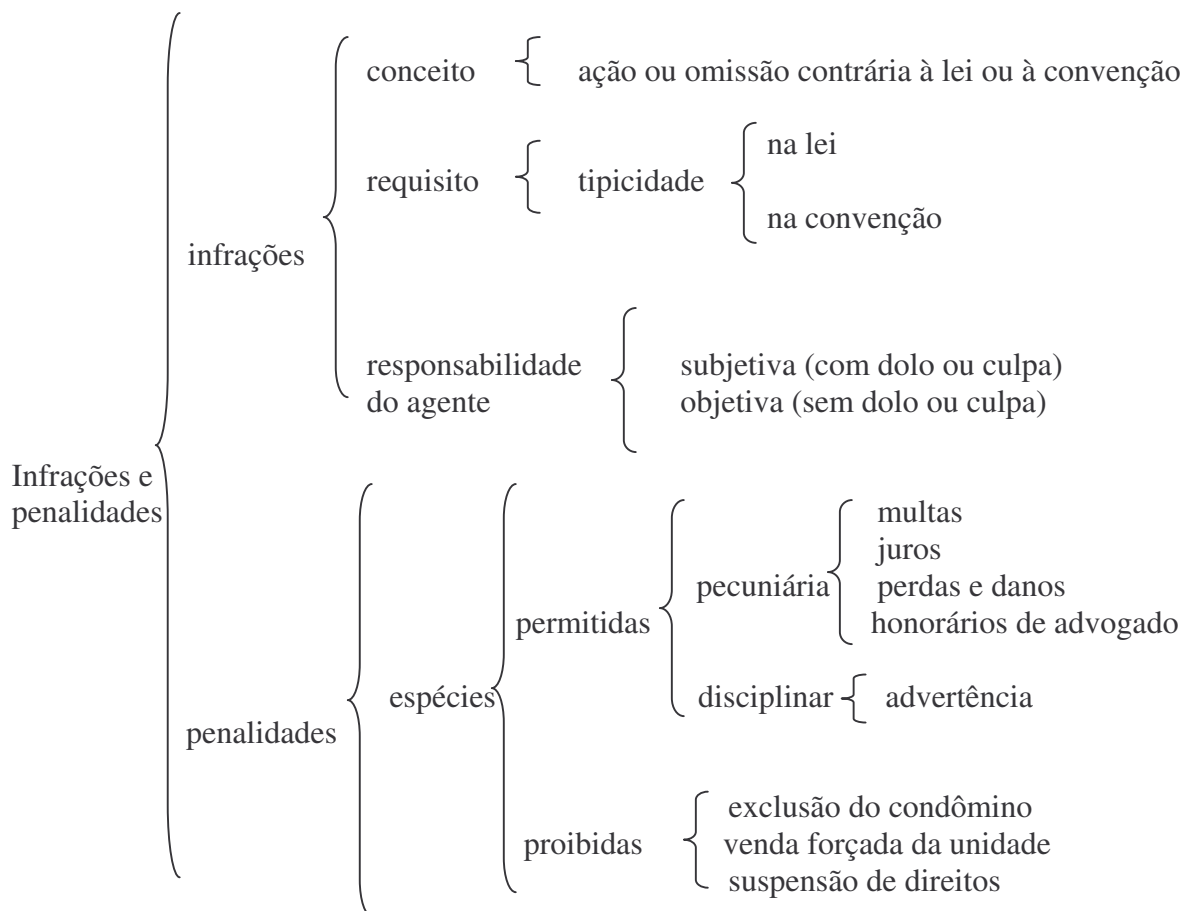 conceito
ação ou omissão contrária à lei ou à convenção
requisito
tipicidade
na lei
na convenção
infrações
responsabilidade
do agente
subjetiva (com dolo ou culpa)
objetiva (sem dolo ou culpa)
Infrações e
penalidades
penalidades
espécies
permitidas
pecuniária
multas
juros
perdas e danos
honorários de advogado
disciplinar
advertência
proibidas
exclusão do condômino
venda forçada da unidade
suspensão de direitos